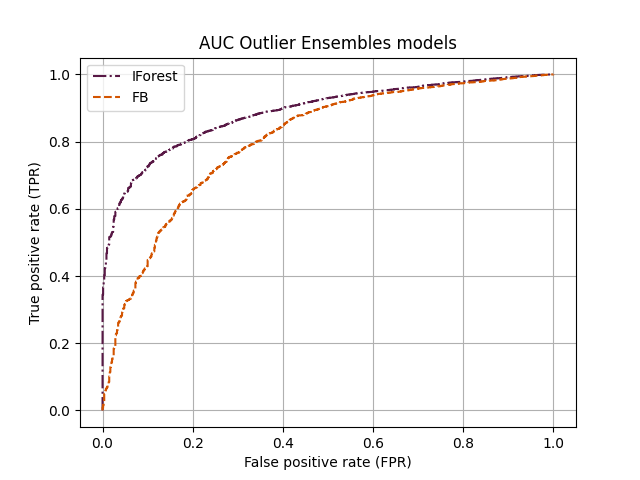 AUC Outlier Ensembles models
IForest
FB
1.0
0.8
0.6
0.4
0.2
0.0
True positive rate (TPR)
0.0 0.2 0.4 0.6 0.8 1.0
False positive rate (FPR)